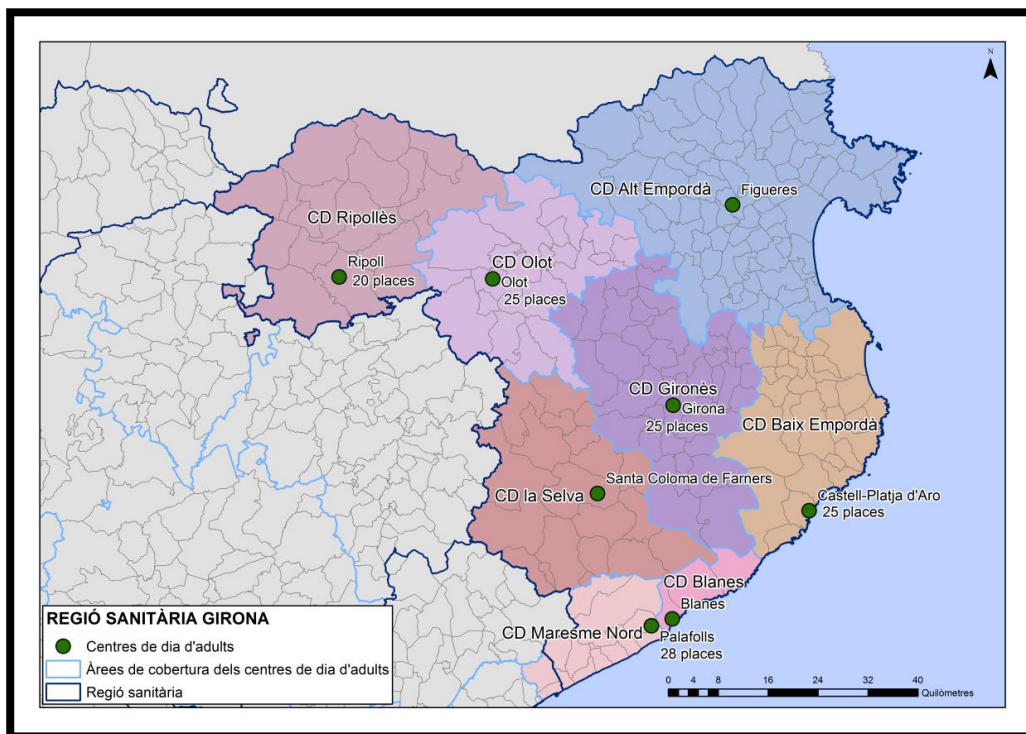 N
CD Alt Empordà
Figueres
CD Ripollès
Ripoll
20 places
CD Olot
Olot
25 places
CD Gironès
Girona
25 places
CD Baix Empordà
Santa Coloma de Farners
CD la Selva
Castell-Platja d'Aro
25 places
CD Blanes
Blanes
CD Maresme Nord
Palafolls
28 places
REGIÓ SANITÀRIA GIRONA
Centres de dia d'adults
Àrees de cobertura dels centres de dia d'adults
Regió sanitària
0 4 6 12 24 32 40
Quilòmetres